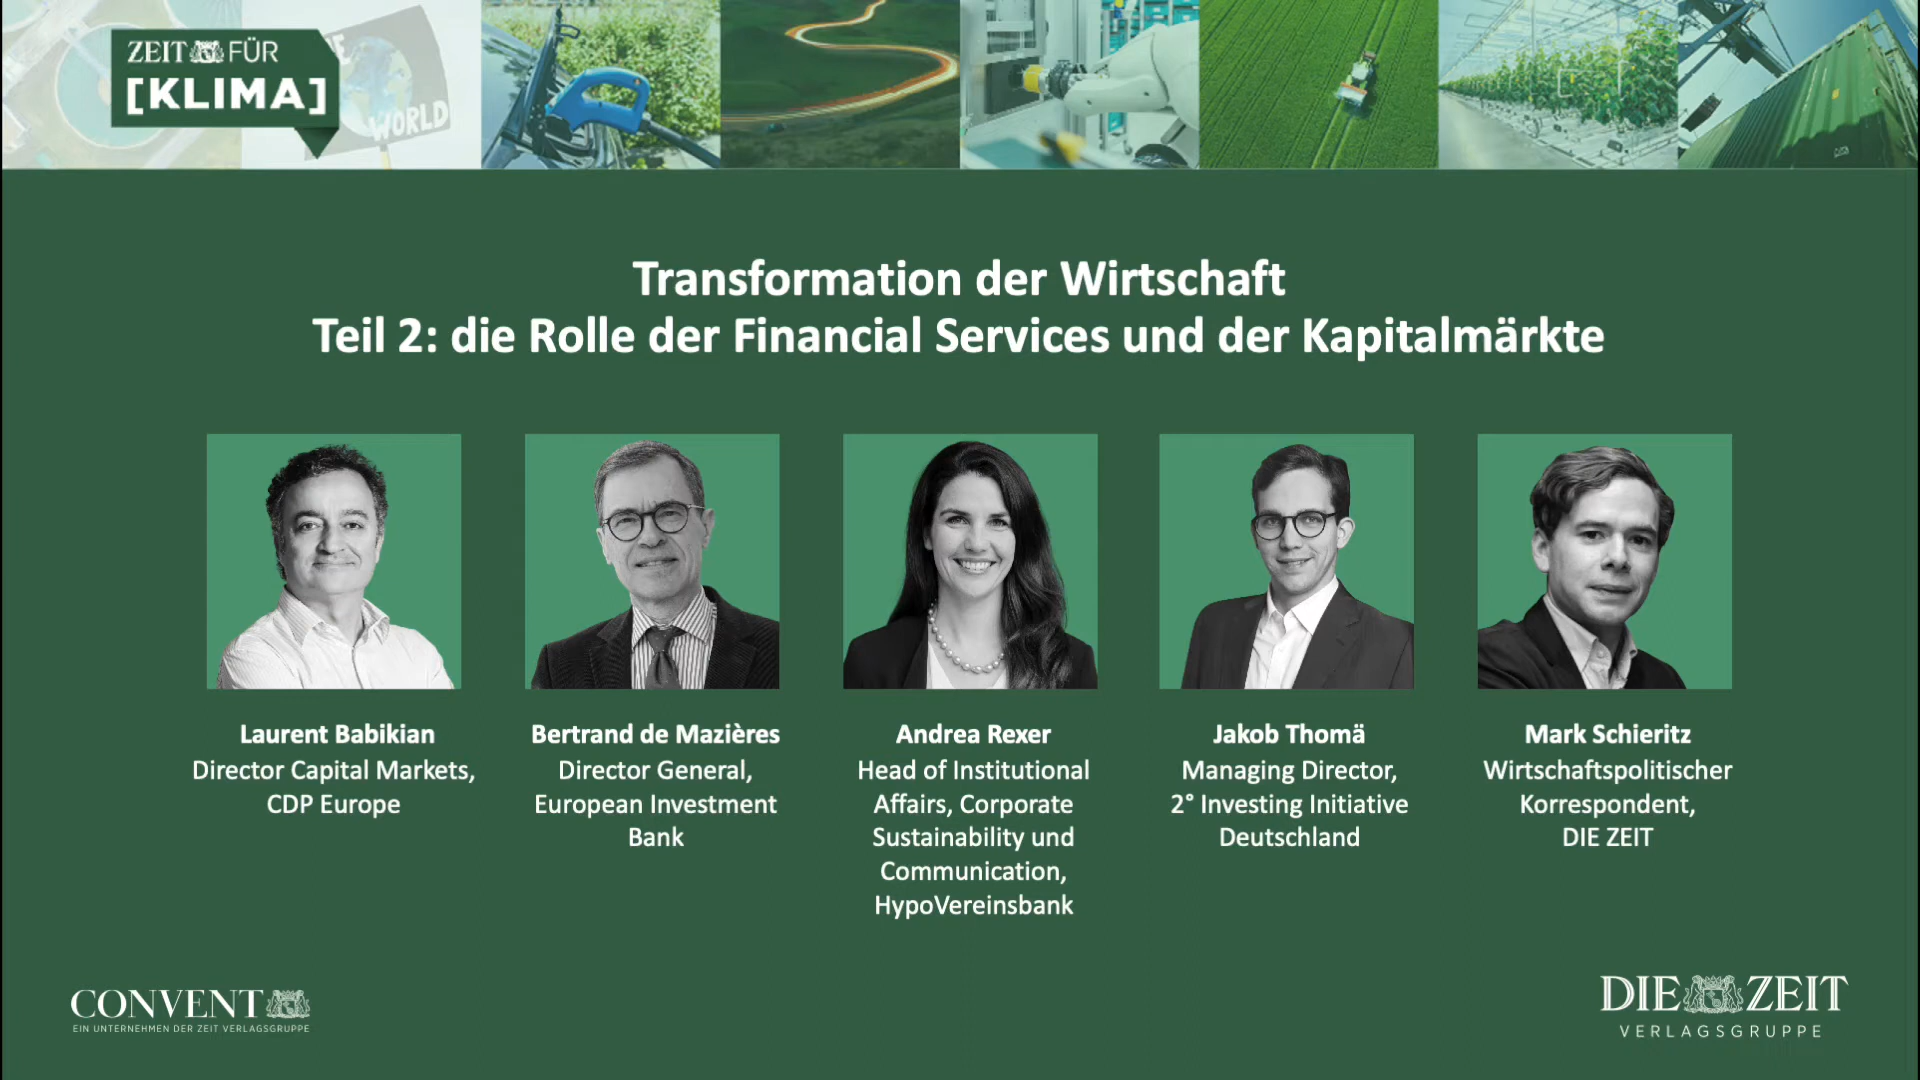 ZEIT FÜR
[KLIMA]
WORLD
Transformation der Wirtschaft
Teil 2: die Rolle der Financial Services und der Kapitalmärkte
Laurent Babikian
Director Capital Markets,
CDP Europe
Bertrand de Mazières
Director General,
European Investment
Bank
Andrea Rexer
Head of Institutional
Affairs, Corporate
Sustainability und
Communication,
HypoVereinsbank
Jakob Thomä
Managing Director,
2° Investing Initiative
Deutschland
Mark Schieritz
Wirtschaftspolitischer
Korrespondent,
DIE ZEIT
CONVENT
EIN UNTERNEHMEN DER ZEIT VERLAGSGRUPPE
DIE ZEIT
VERLAGSGRUPPE